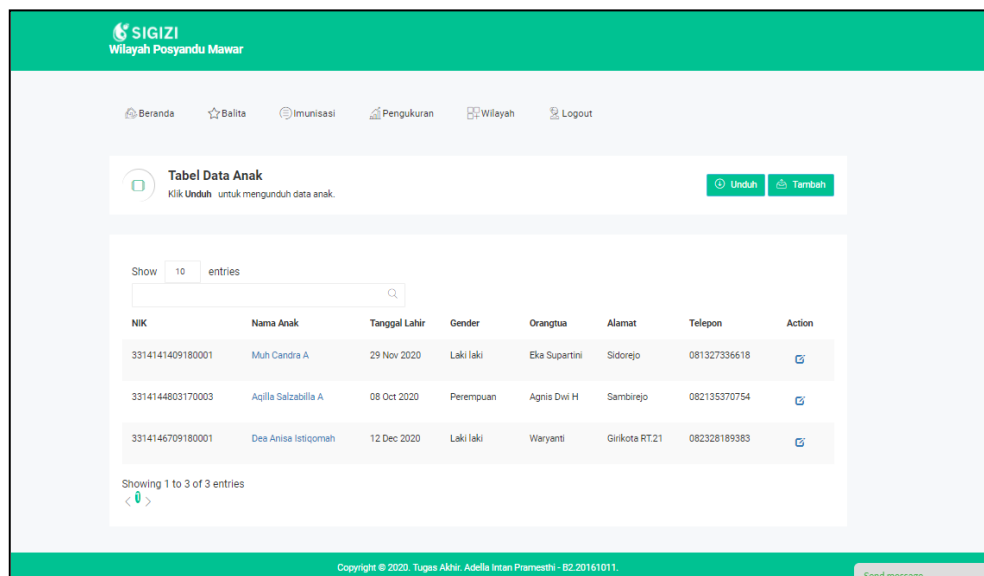 SIGIZI
Wilayah Posyandu Mawar
Beranda Balita Imunisasi Pengukuran Wilayah Logout
Tabel Data Anak
Klik Unduh untuk mengunduh data anak.
Unduh Tambah
Show 10 entries
NIK Nama Anak Tanggal Lahir Gender Orangtua Alamat Telepon Action
3314141409180001 Muh Candra A 29 Nov 2020 Laki laki Eka Supartini Sidorejo 081327336618
3314144803170003 Aqilla Salzabilla A 08 Oct 2020 Perempuan Agnis Dwi H Sambirejo 082135370754
3314146709180001 Dea Anisa Istiqomah 12 Dec 2020 Laki laki Waryanti Girikota RT.21 082328189383
Showing 1 to 3 of 3 entries
< 1 >
Copyright © 2020. Tugas Akhir. Adella Intan Pramesthi - B2.20161011.
Send message